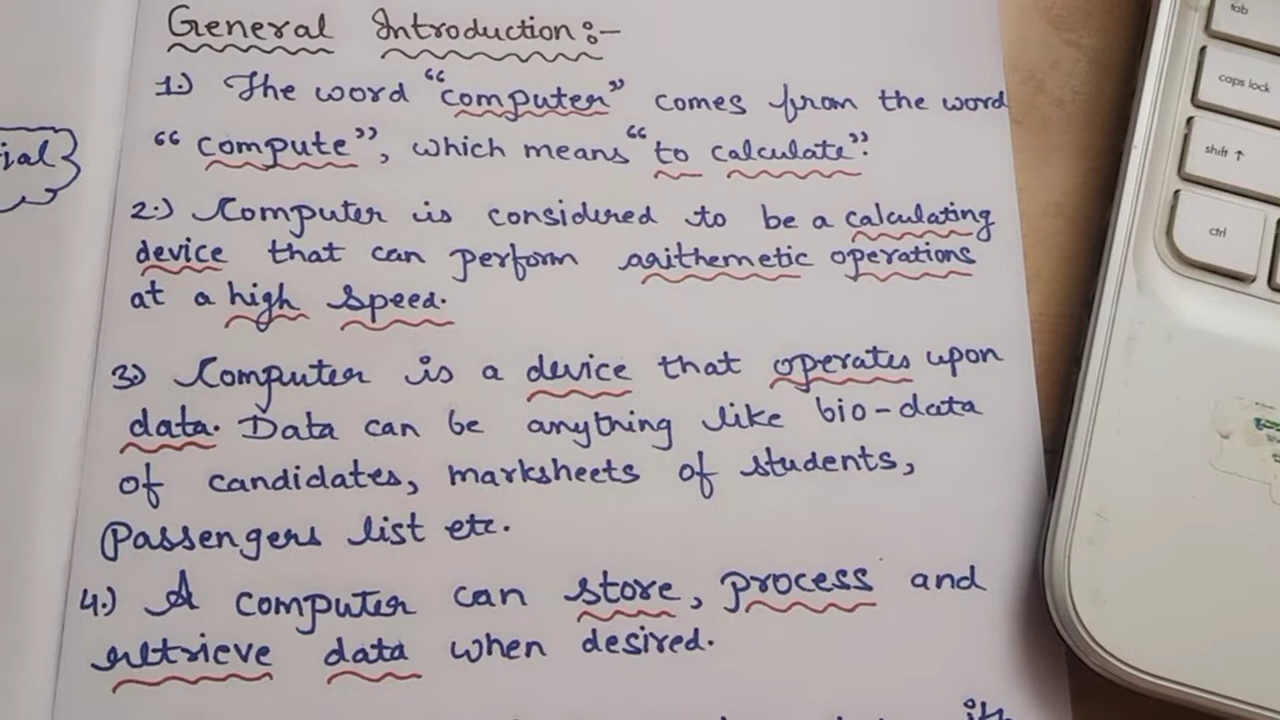 General Introduction:-
1.) The word "computer" comes from the word
"compute", which means "to calculate".
2.) Computer is considered to be a calculating
device that can perform arithemetic operations
at a high speed.
3.) Computer is a device that operates upon
data. Data can be anything like bio-data
of candidates, marksheets of students,
Passengers list etc.
4.) A computer can store, process and
retrieve data when desired.
tab
caps lock
shift ↑
ctrl